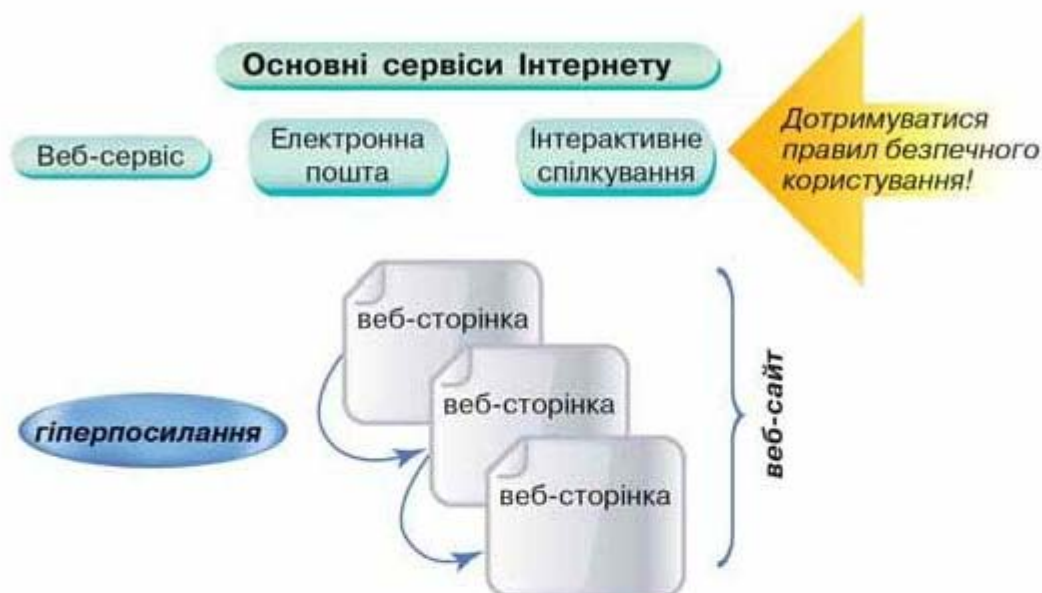 Основні сервіси Інтернету
Веб-сервіс
Електронна
пошта
Інтерактивне
спілкування
Дотримуватися
правил безпечного
користування!
веб-сторінка
веб-сторінка
веб-сторінка
гіперпосилання
веб-сайт